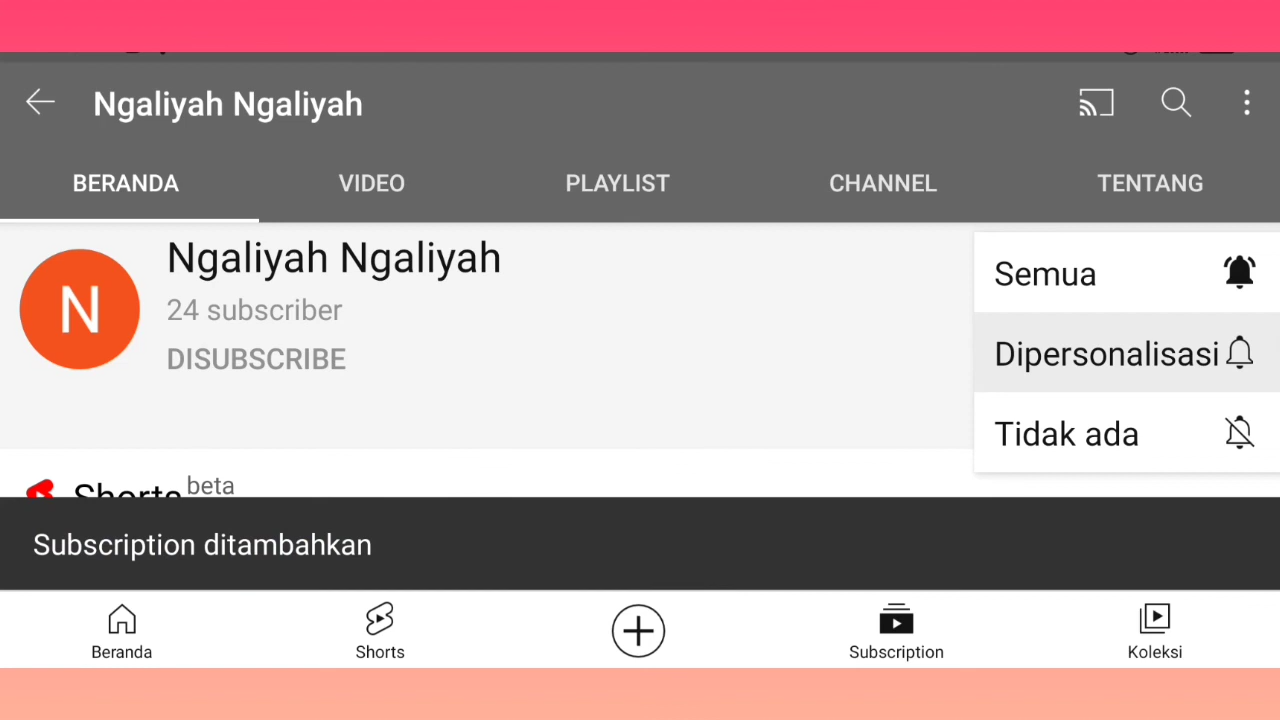 Ngaliyah Ngaliyah
BERANDA VIDEO PLAYLIST CHANNEL TENTANG
N
Ngaliyah Ngaliyah
24 subscriber
DISUBSCRIBE
Semua
Dipersonalisasi
Tidak ada
Shorts beta
Subscription ditambahkan
Beranda Shorts Subscription Koleksi